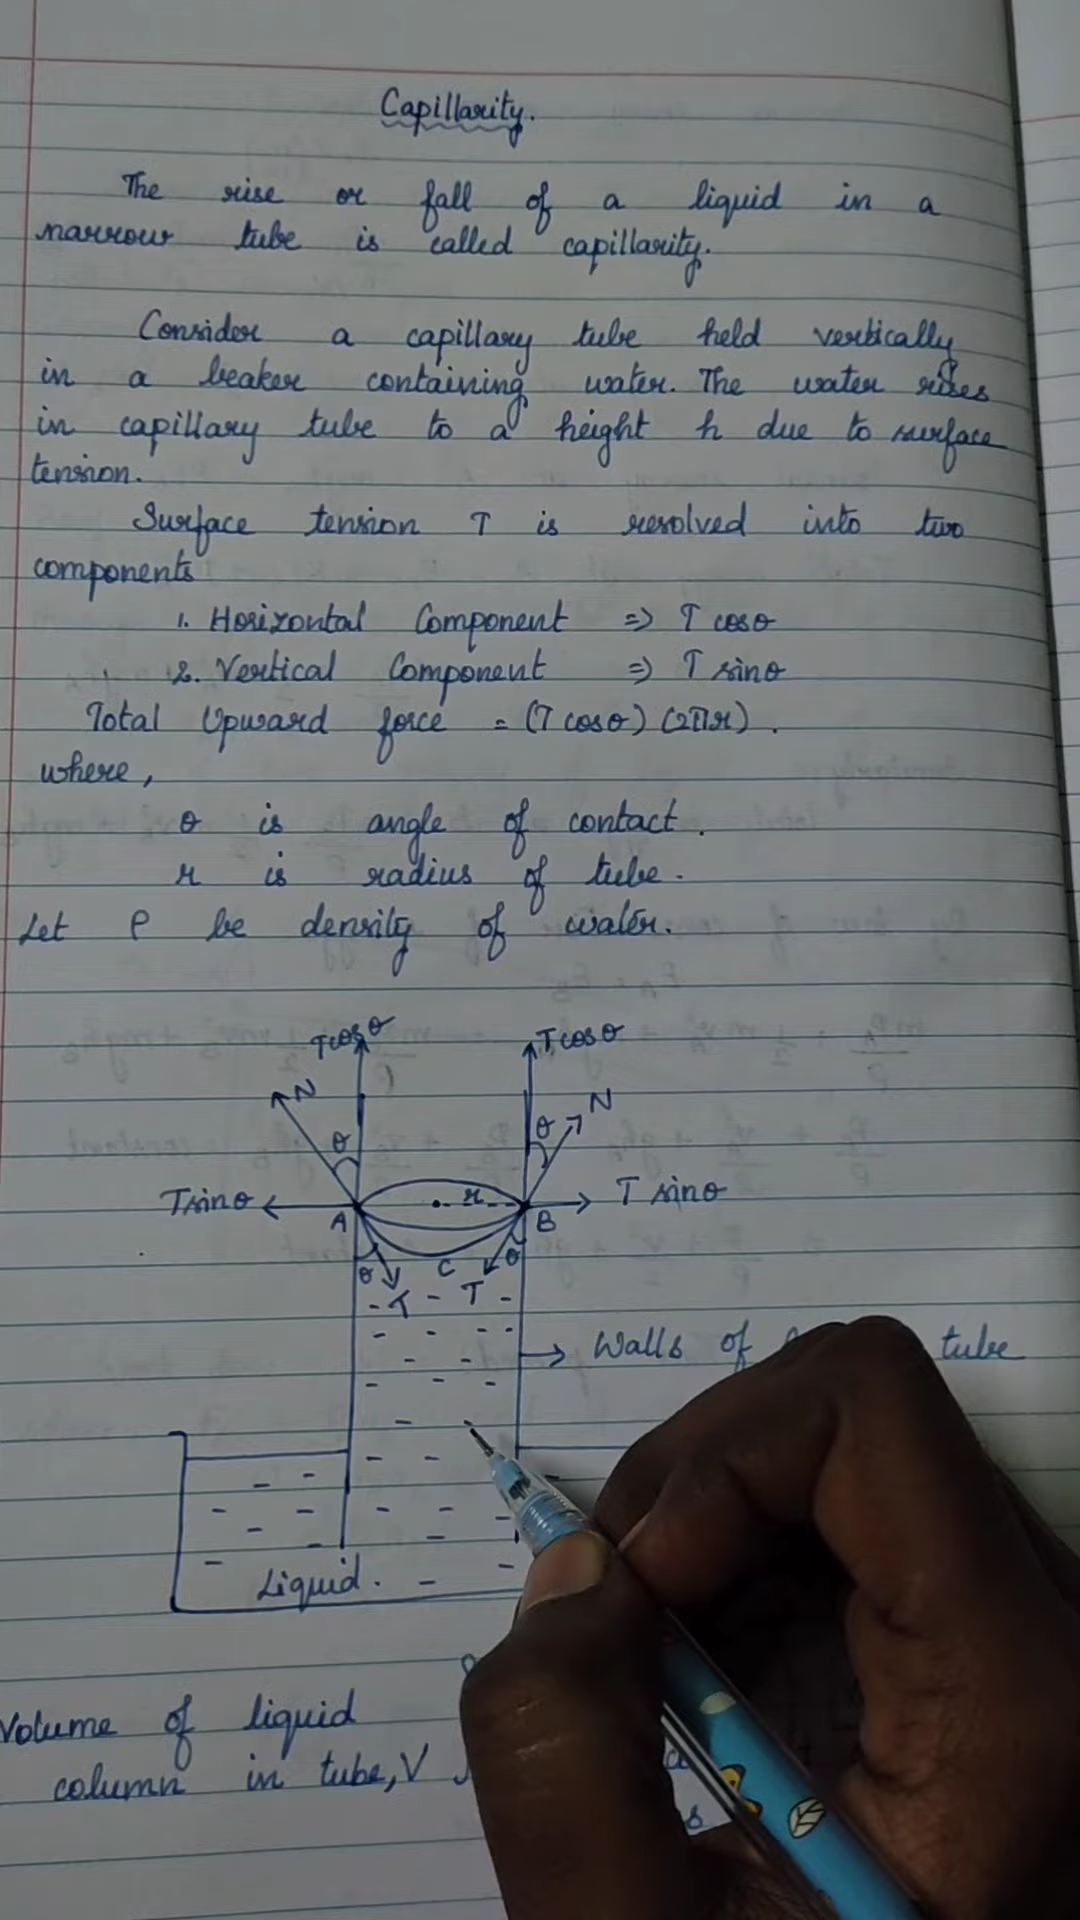 Capillarity.
The rise or fall of a liquid in a
narrow tube is called capillarity.
Consider a capillary tube held vertically
in a beaker containing water. The water rises
in capillary tube to a height h due to surface
tension.
Surface tension T is resolved into two
components
1. Horizontal Component => T cosθ
2. Vertical Component => T sinθ
Total Upward force = (T cosθ) (2πr).
where,
θ is angle of contact.
r is radius of tube.
Let ρ be density of water.
Tcosθ Tcosθ
N N
θ θ
Tsinθ r T sinθ
A B
θ C θ
T T
Walls of tube
Liquid.
Volume of liquid
column in tube, V